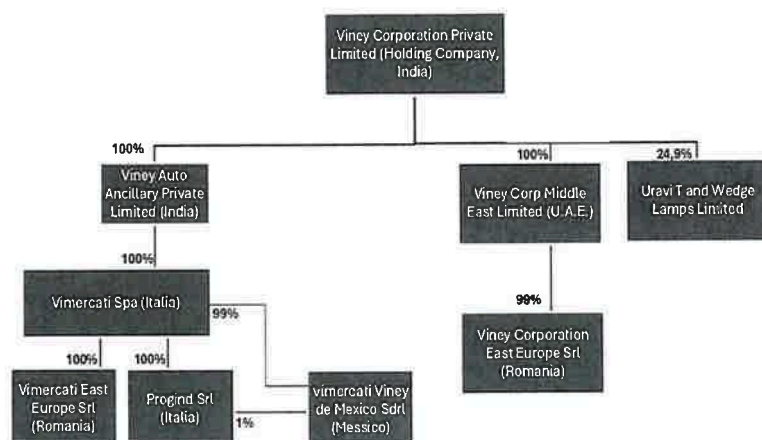 Viney Corporation Private
Limited (Holding Company,
India)
100%
100%
24,9%
Viney Auto
Ancillary Private
Limited (India)
Viney Corp Middle
East Limited (U.A.E.)
Uravi T and Wedge
Lamps Limited
100%
Vimercati Spa (Italia)
99%
99%
Viney Corporation
East Europe Srl
(Romania)
100%
100%
Vimercati East
Europe Srl
(Romania)
Progind Srl
(Italia)
1%
vimercati Viney
de Mexico Sdrl
(Messico)